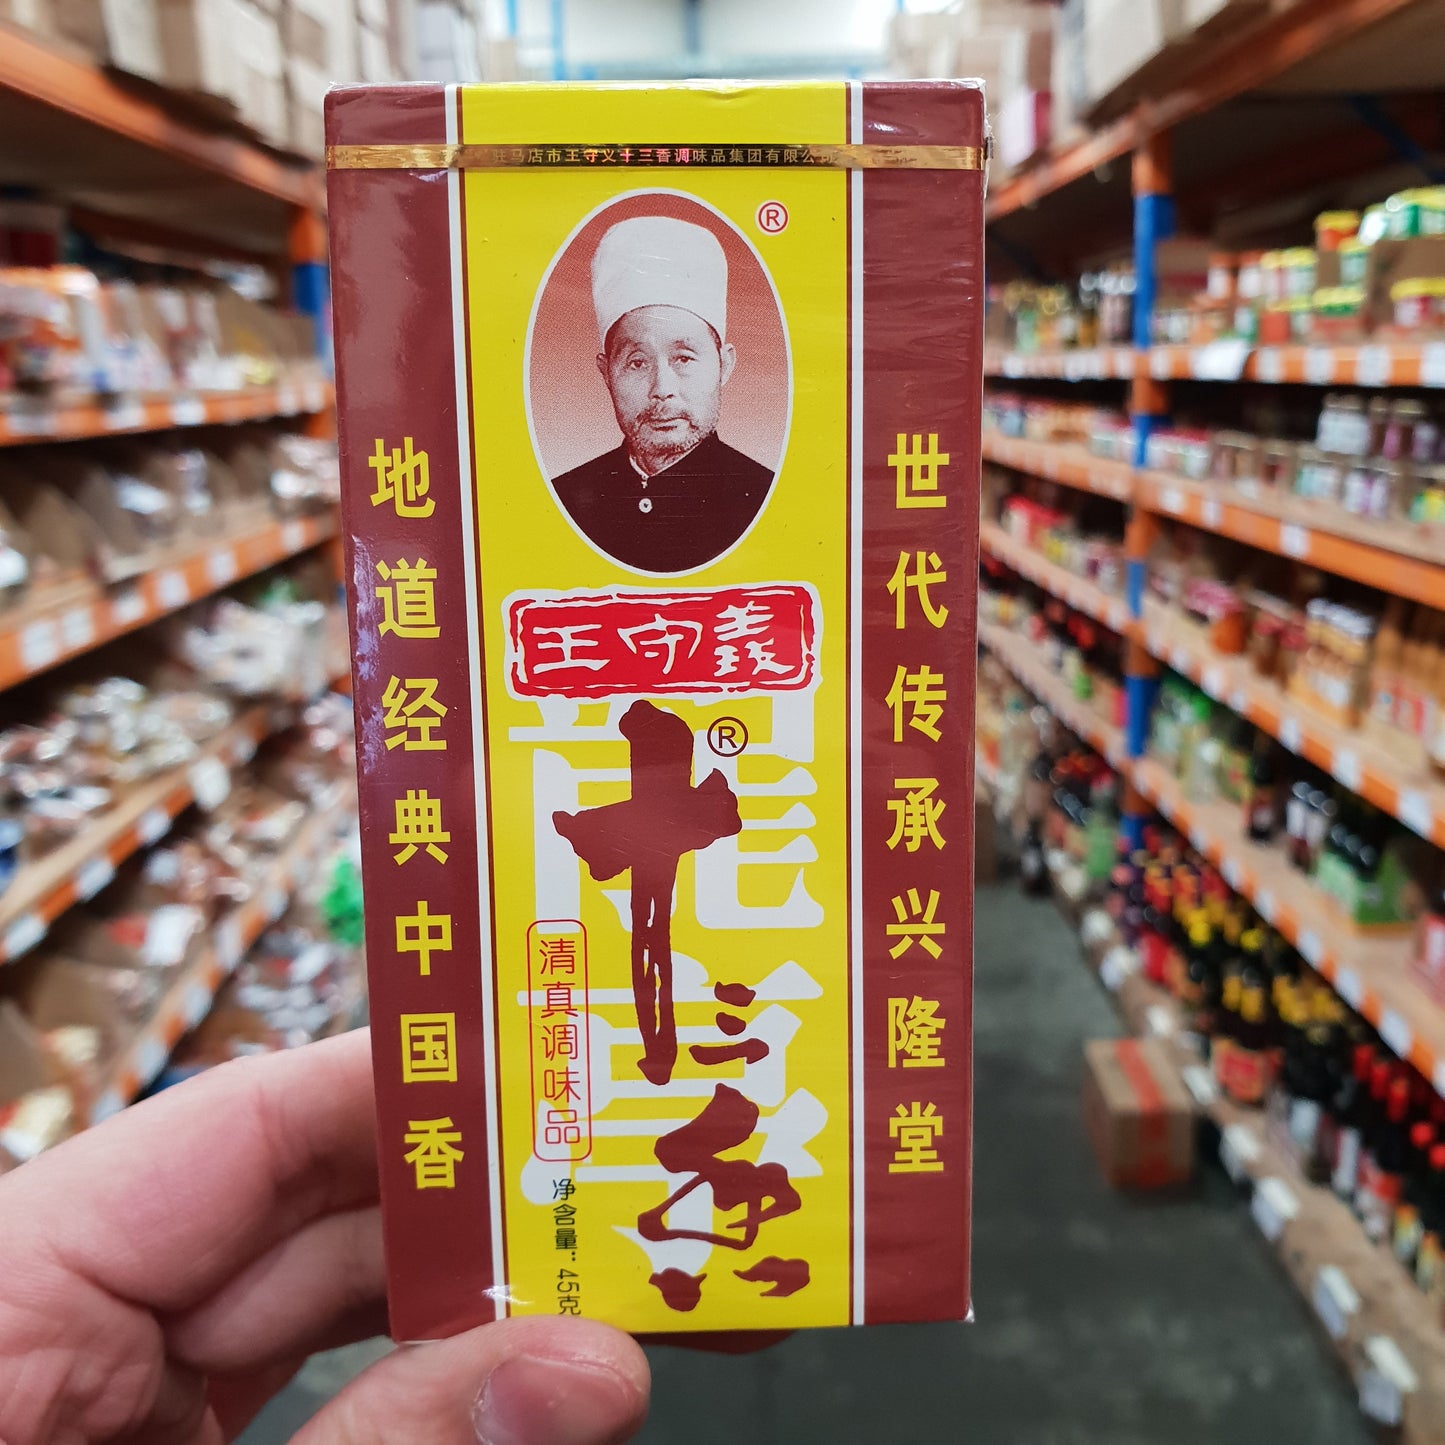 驻马店市王守义十三香调味品集团有限公司
®
王守義
®
十三香
地道经典中国香
世代传承兴隆堂
清真调味品
净含量：45克